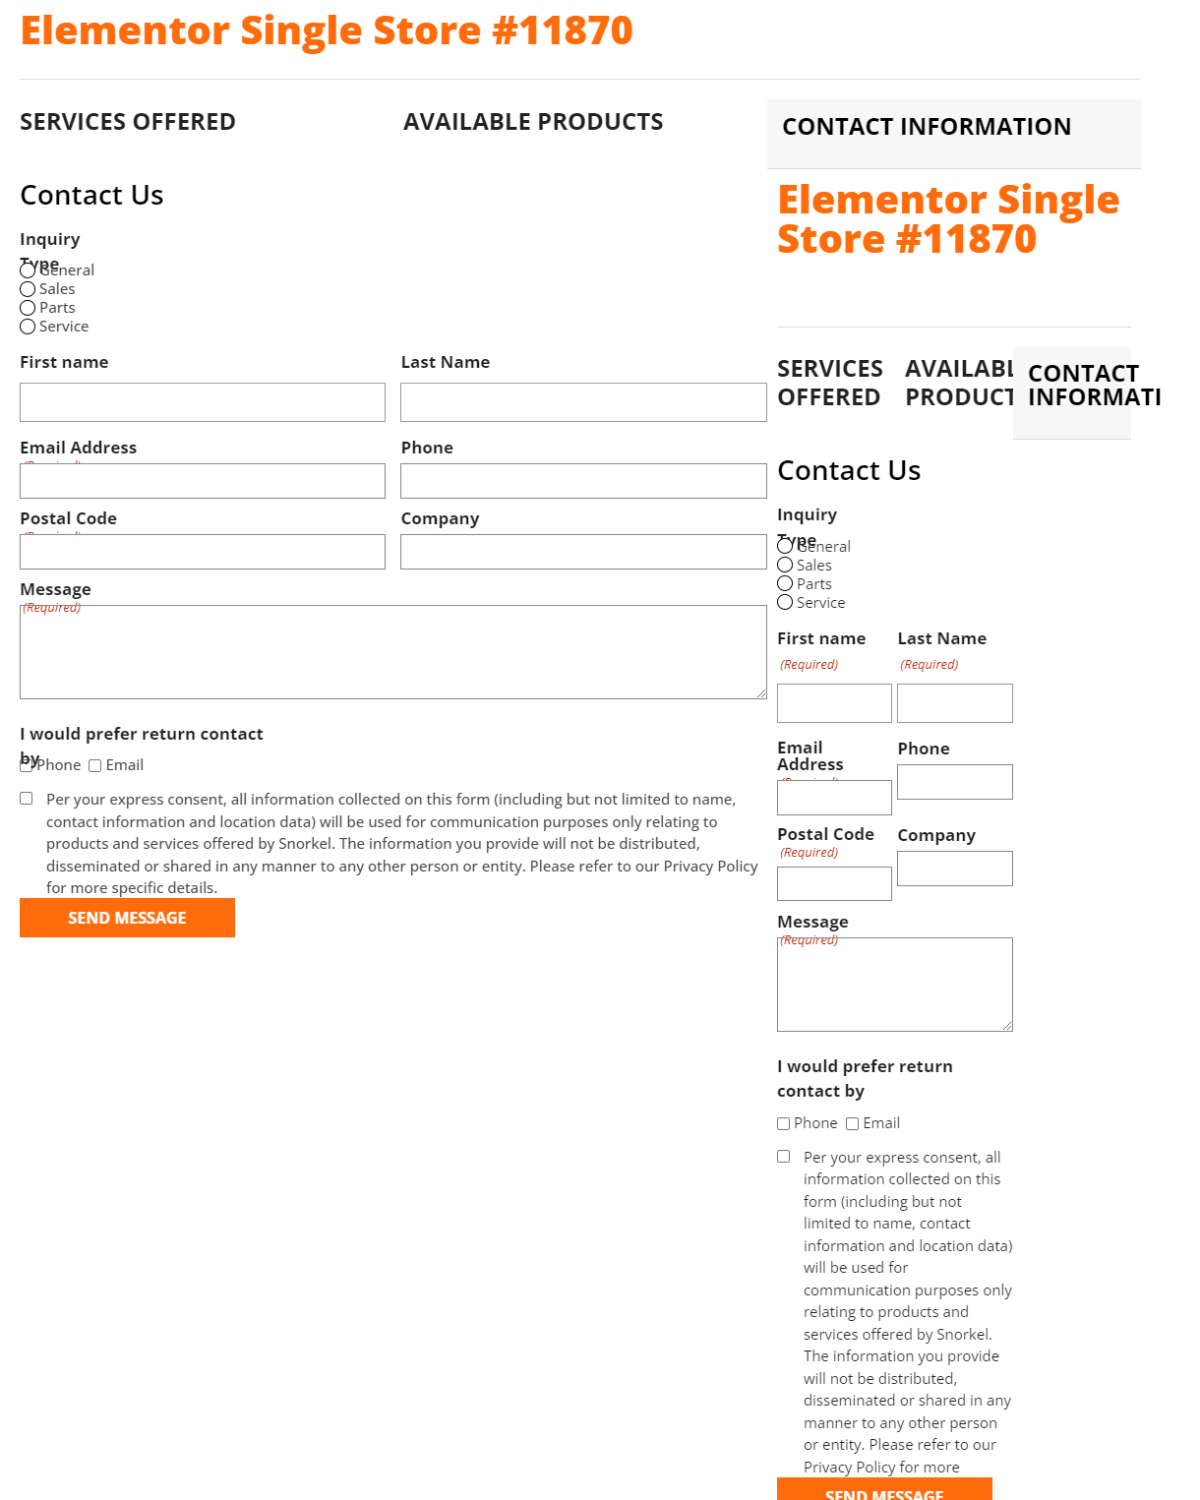 Elementor Single Store #11870
SERVICES OFFERED
AVAILABLE PRODUCTS
Contact Us
Inquiry
Type
General
Sales
Parts
Service
First name
Last Name
Email Address
(Required)
Phone
Postal Code
(Required)
Company
Message
(Required)
I would prefer return contact
by
Phone
Email
Per your express consent, all information collected on this form (including but not limited to name,
contact information and location data) will be used for communication purposes only relating to
products and services offered by Snorkel. The information you provide will not be distributed,
disseminated or shared in any manner to any other person or entity. Please refer to our Privacy Policy
for more specific details.
SEND MESSAGE
CONTACT INFORMATION
Elementor Single
Store #11870
SERVICES
OFFERED
AVAILABL
PRODUCT
CONTACT
INFORMATI
Contact Us
Inquiry
Type
General
Sales
Parts
Service
First name
(Required)
Last Name
(Required)
Email
Address
(Required)
Phone
Postal Code
(Required)
Company
Message
(Required)
I would prefer return
contact by
Phone
Email
Per your express consent, all
information collected on this
form (including but not
limited to name, contact
information and location data)
will be used for
communication purposes only
relating to products and
services offered by Snorkel.
The information you provide
will not be distributed,
disseminated or shared in any
manner to any other person
or entity. Please refer to our
Privacy Policy for more
SEND MESSAGE